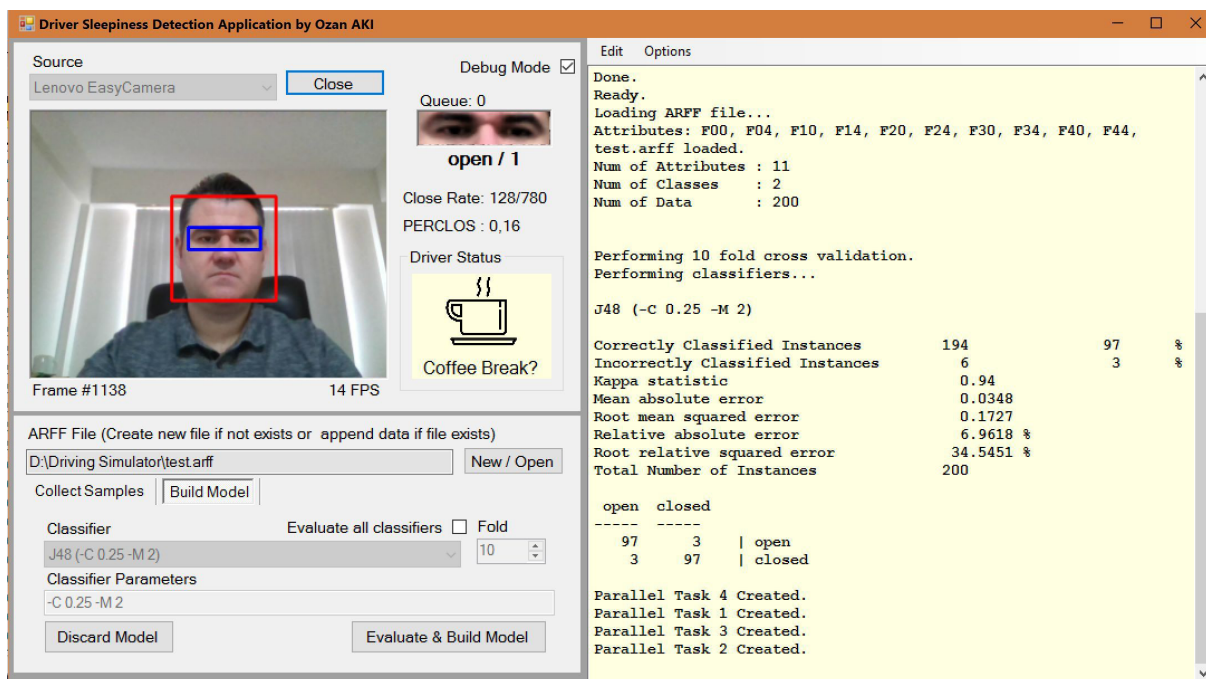 Driver Sleepiness Detection Application by Ozan AKI
Source
Lenovo EasyCamera
Close
Debug Mode
Queue: 0
open / 1
Close Rate: 128/780
PERCLOS : 0,16
Driver Status
Coffee Break?
Frame #1138
14 FPS
ARFF File (Create new file if not exists or append data if file exists)
D:\Driving Simulator\test.arff
New / Open
Collect Samples
Build Model
Classifier
Evaluate all classifiers
Fold
J48 (-C 0.25 -M 2)
10
Classifier Parameters
-C 0.25 -M 2
Discard Model
Evaluate & Build Model
Edit Options
Done.
Ready.
Loading ARFF file...
Attributes: F00, F04, F10, F14, F20, F24, F30, F34, F40, F44,
test.arff loaded.
Num of Attributes : 11
Num of Classes : 2
Num of Data : 200
Performing 10 fold cross validation.
Performing classifiers...
J48 (-C 0.25 -M 2)
Correctly Classified Instances 194 97 %
Incorrectly Classified Instances 6 3 %
Kappa statistic 0.94
Mean absolute error 0.0348
Root mean squared error 0.1727
Relative absolute error 6.9618 %
Root relative squared error 34.5451 %
Total Number of Instances 200
open closed
----- -----
97 3 | open
3 97 | closed
Parallel Task 4 Created.
Parallel Task 1 Created.
Parallel Task 3 Created.
Parallel Task 2 Created.